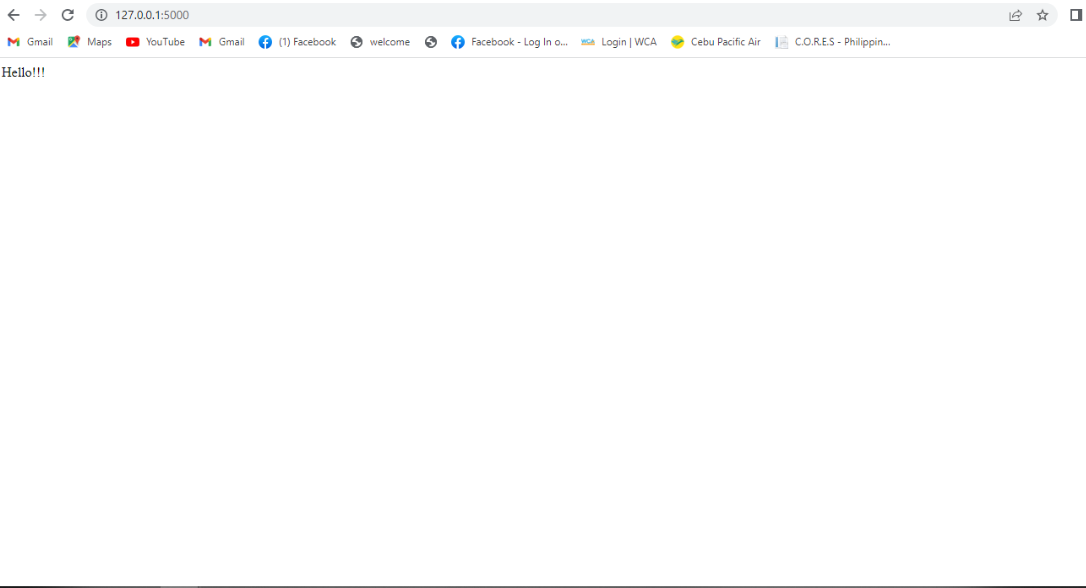 127.0.0.1:5000
Gmail Maps YouTube Gmail (1) Facebook welcome Facebook - Log In o... Login | WCA Cebu Pacific Air C.O.R.E.S - Philippin...
Hello!!!